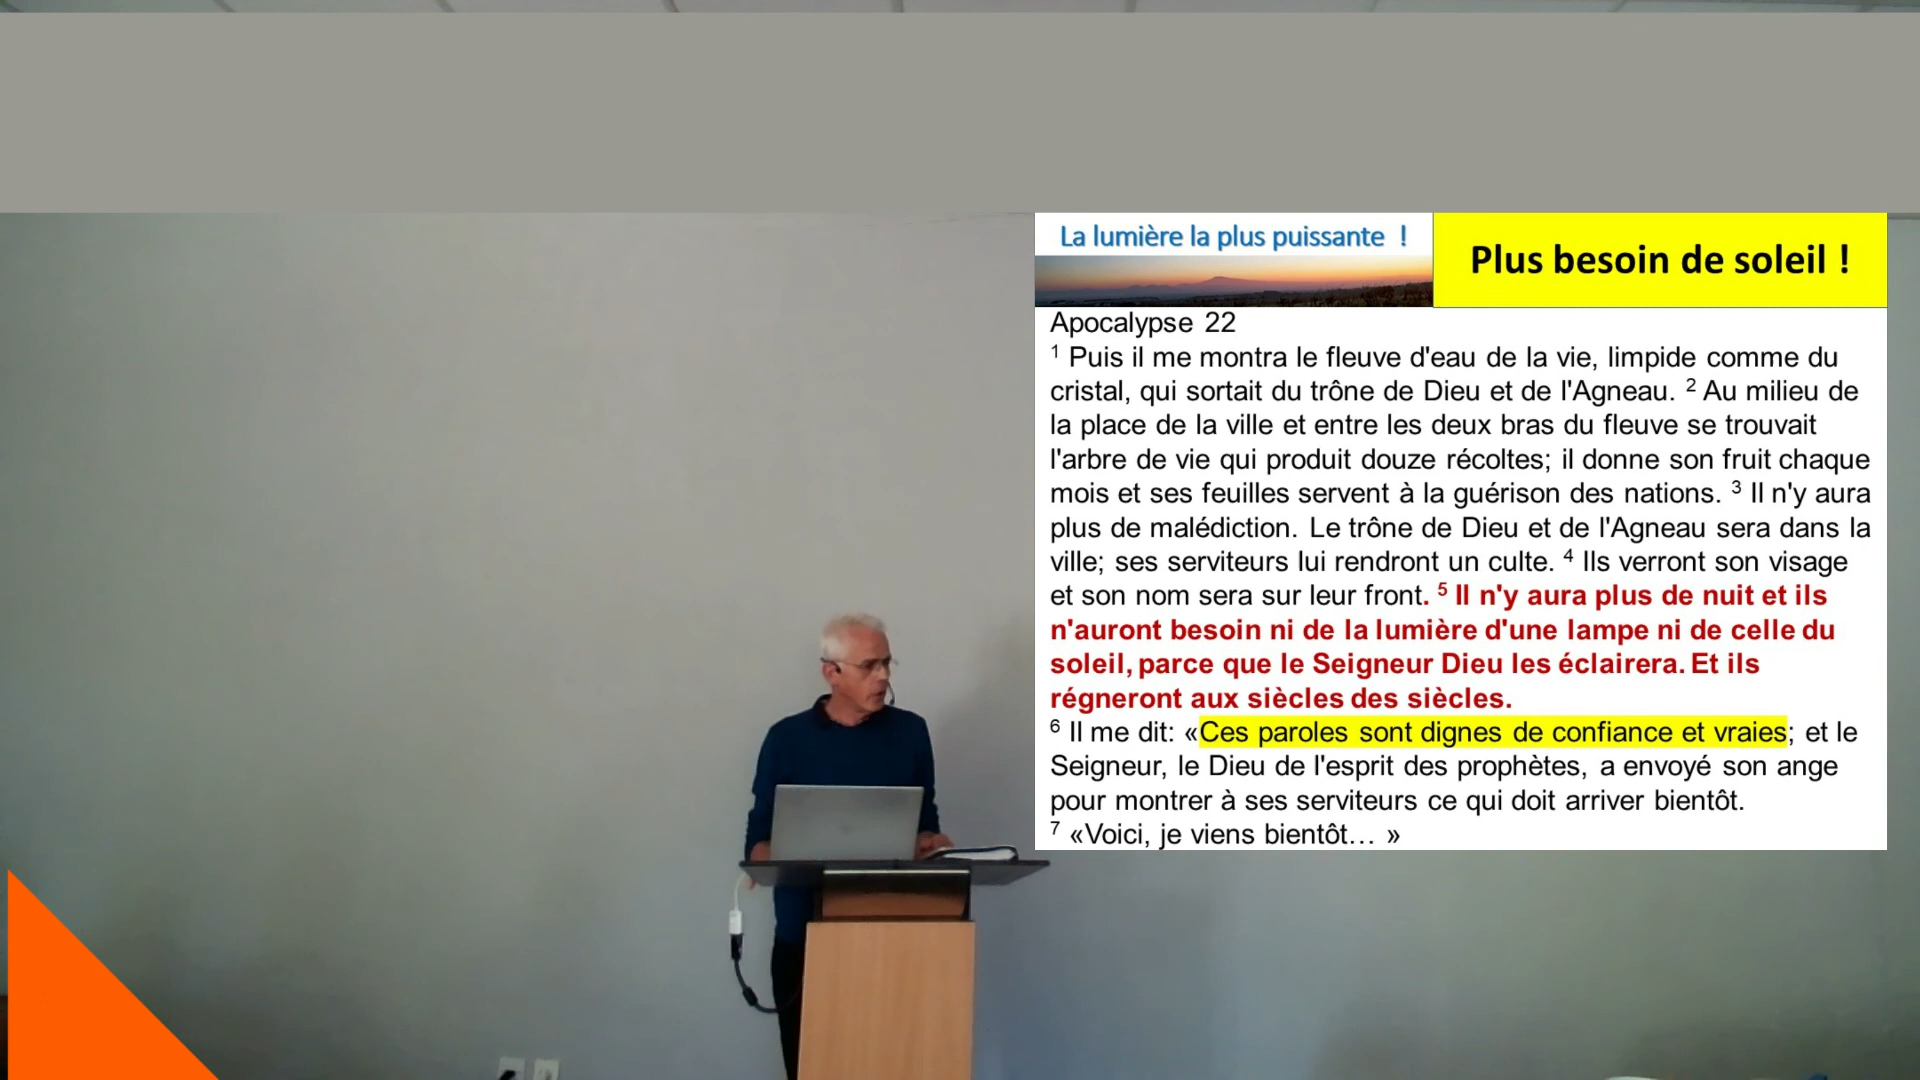 La lumière la plus puissante !
Plus besoin de soleil !
Apocalypse 22
1 Puis il me montra le fleuve d'eau de la vie, limpide comme du
cristal, qui sortait du trône de Dieu et de l'Agneau. 2 Au milieu de
la place de la ville et entre les deux bras du fleuve se trouvait
l'arbre de vie qui produit douze récoltes; il donne son fruit chaque
mois et ses feuilles servent à la guérison des nations. 3 Il n'y aura
plus de malédiction. Le trône de Dieu et de l'Agneau sera dans la
ville; ses serviteurs lui rendront un culte. 4 Ils verront son visage
et son nom sera sur leur front. 5 Il n'y aura plus de nuit et ils
n'auront besoin ni de la lumière d'une lampe ni de celle du
soleil, parce que le Seigneur Dieu les éclairera. Et ils
régneront aux siècles des siècles.
6 Il me dit: «Ces paroles sont dignes de confiance et vraies; et le
Seigneur, le Dieu de l'esprit des prophètes, a envoyé son ange
pour montrer à ses serviteurs ce qui doit arriver bientôt.
7 «Voici, je viens bientôt… »